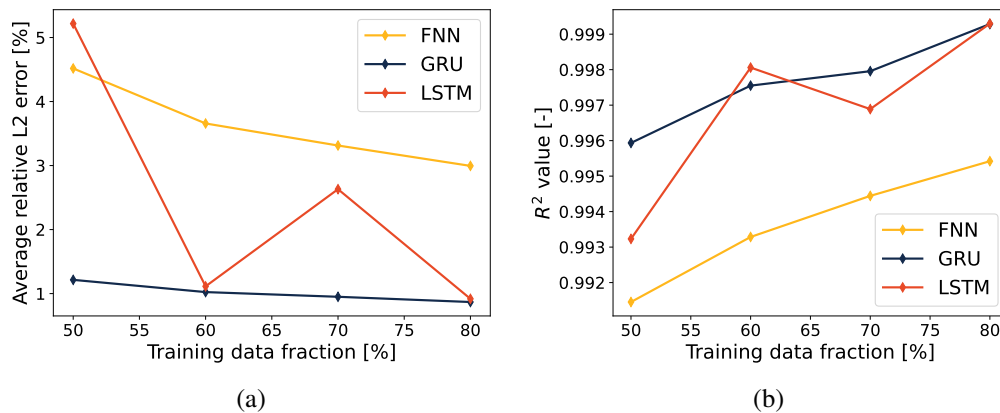 Average relative L2 error [%]
5
4
3
2
1
FNN
GRU
LSTM
50 55 60 65 70 75 80
Training data fraction [%]
(a)
R² value [-]
0.999
0.998
0.997
0.996
0.995
0.994
0.993
0.992
FNN
GRU
LSTM
50 55 60 65 70 75 80
Training data fraction [%]
(b)